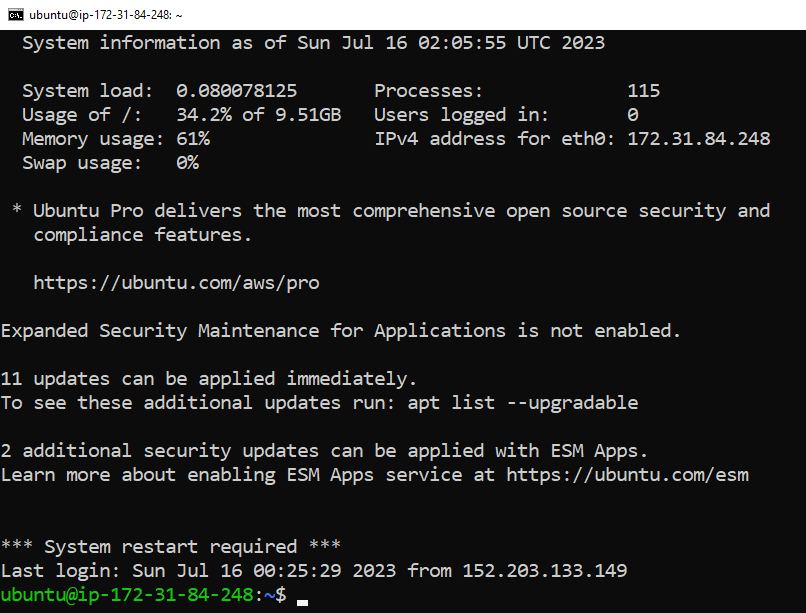 ubuntu@ip-172-31-84-248: ~
System information as of Sun Jul 16 02:05:55 UTC 2023
System load: 0.080078125 Processes: 115
Usage of /: 34.2% of 9.51GB Users logged in: 0
Memory usage: 61% IPv4 address for eth0: 172.31.84.248
Swap usage: 0%
* Ubuntu Pro delivers the most comprehensive open source security and
compliance features.
https://ubuntu.com/aws/pro
Expanded Security Maintenance for Applications is not enabled.
11 updates can be applied immediately.
To see these additional updates run: apt list --upgradable
2 additional security updates can be applied with ESM Apps.
Learn more about enabling ESM Apps service at https://ubuntu.com/esm
*** System restart required ***
Last login: Sun Jul 16 00:25:29 2023 from 152.203.133.149
ubuntu@ip-172-31-84-248:~$